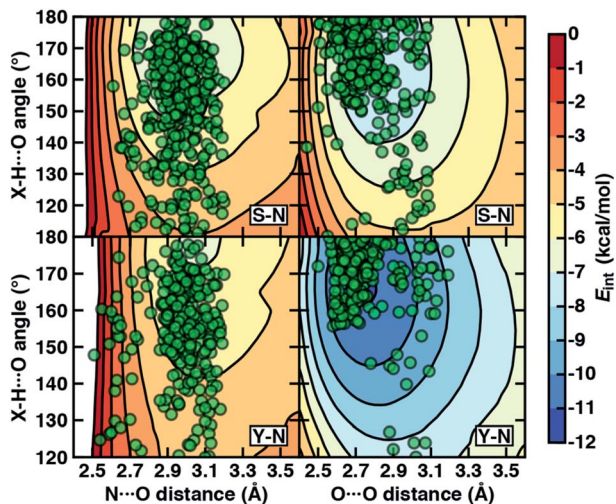 180
170
160
150
140
130
120
X-H···O angle (°)
S-N
S-N
180
170
160
150
140
130
120
X-H···O angle (°)
Y-N
Y-N
2.5 2.7 2.9 3.1 3.3 3.5
N···O distance (Å)
2.5 2.7 2.9 3.1 3.3 3.5
O···O distance (Å)
0
-1
-2
-3
-4
-5
-6
-7
-8
-9
-10
-11
-12
Eint (kcal/mol)